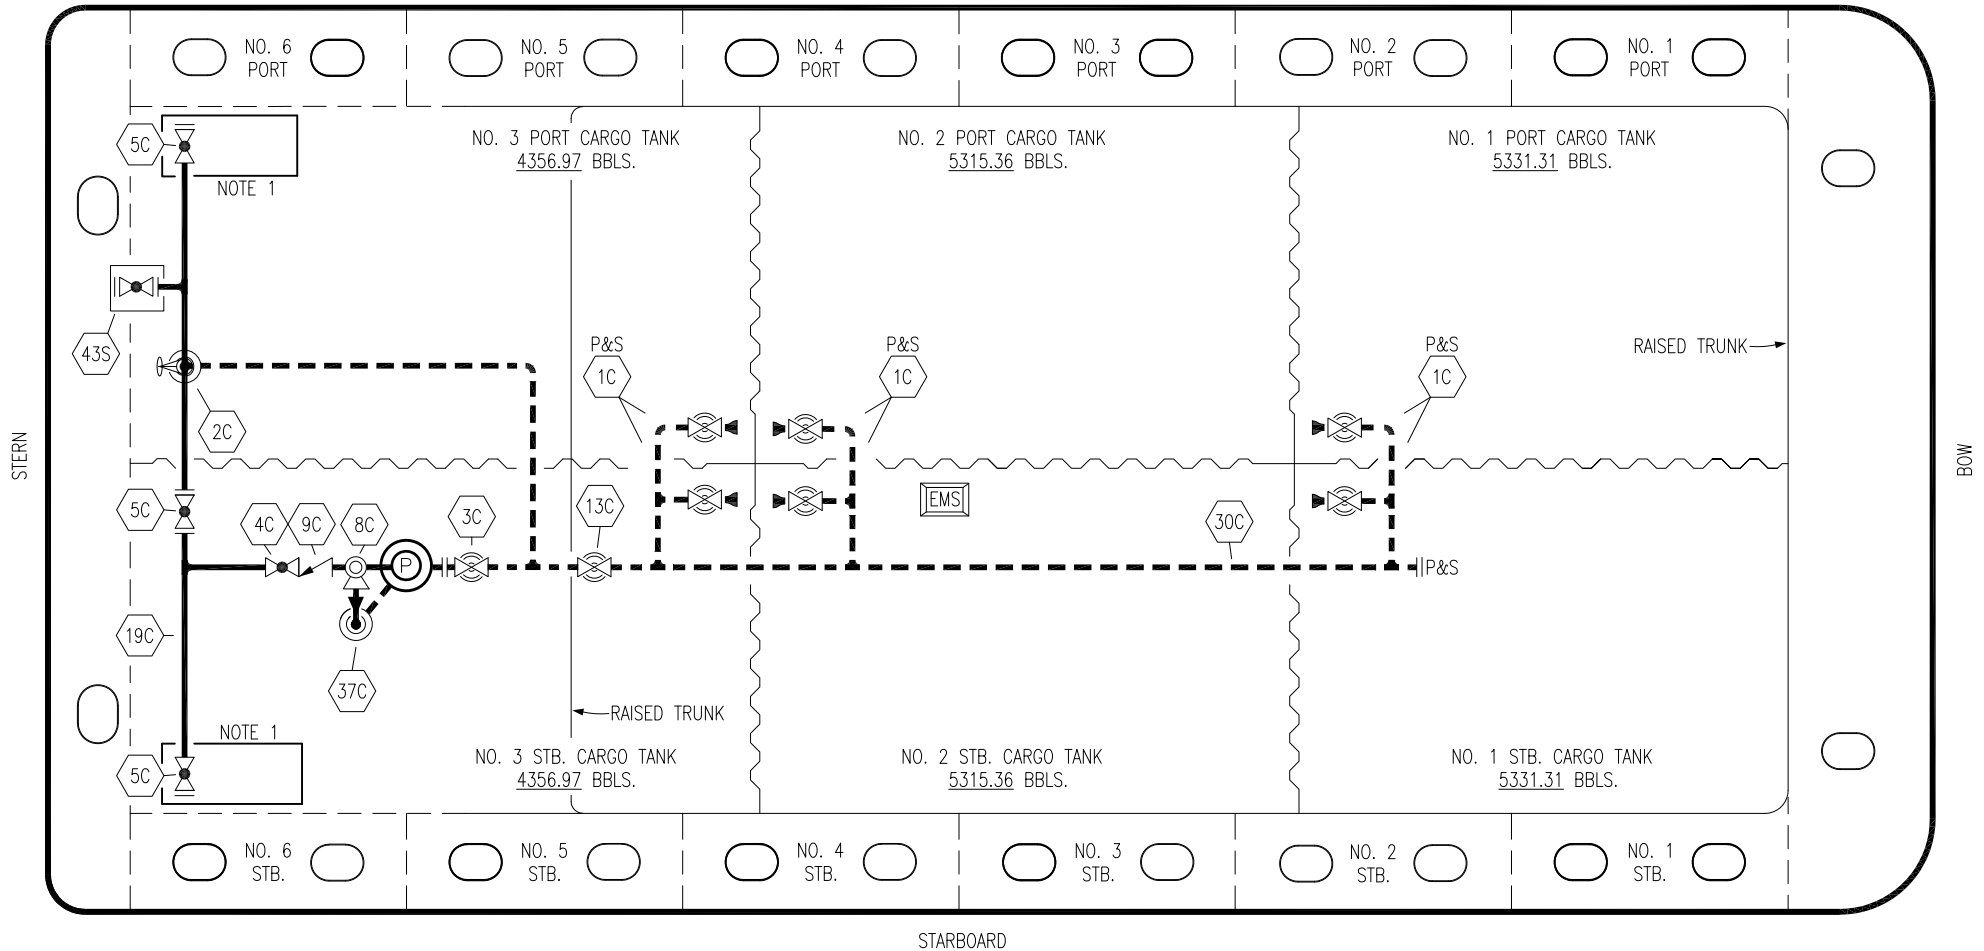 NO. 6
PORT
NO. 5
PORT
NO. 4
PORT
NO. 3
PORT
NO. 2
PORT
NO. 1
PORT
5C
NOTE 1
NO. 3 PORT CARGO TANK
4356.97 BBLS.
NO. 2 PORT CARGO TANK
5315.36 BBLS.
NO. 1 PORT CARGO TANK
5331.31 BBLS.
43S
2C
P&S
1C
P&S
1C
P&S
1C
RAISED TRUNK
STERN
BOW
5C
4C
9C
8C
P
3C
13C
EMS
30C
P&S
19C
37C
RAISED TRUNK
NOTE 1
5C
NO. 3 STB. CARGO TANK
4356.97 BBLS.
NO. 2 STB. CARGO TANK
5315.36 BBLS.
NO. 1 STB. CARGO TANK
5331.31 BBLS.
NO. 6
STB.
NO. 5
STB.
NO. 4
STB.
NO. 3
STB.
NO. 2
STB.
NO. 1
STB.
STARBOARD